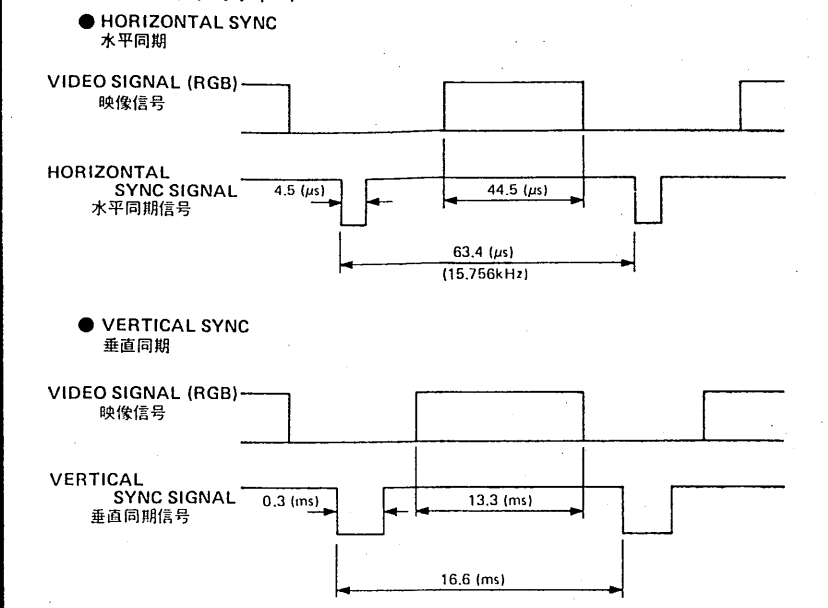 ● HORIZONTAL SYNC
水平同期
VIDEO SIGNAL (RGB)
映像信号
HORIZONTAL
SYNC SIGNAL
水平同期信号
4.5 (μs)
44.5 (μs)
63.4 (μs)
(15.756kHz)
● VERTICAL SYNC
垂直同期
VIDEO SIGNAL (RGB)
映像信号
VERTICAL
SYNC SIGNAL
垂直同期信号
0.3 (ms)
13.3 (ms)
16.6 (ms)